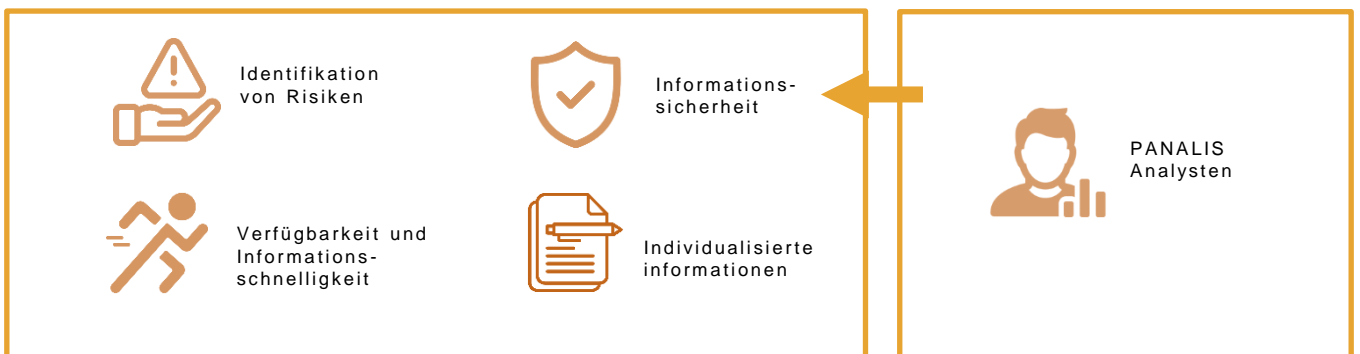 Identifikation
von Risiken
Informations-
sicherheit
PANALIS
Analysten
Verfügbarkeit und
Informations-
schnelligkeit
Individualisierte
informationen